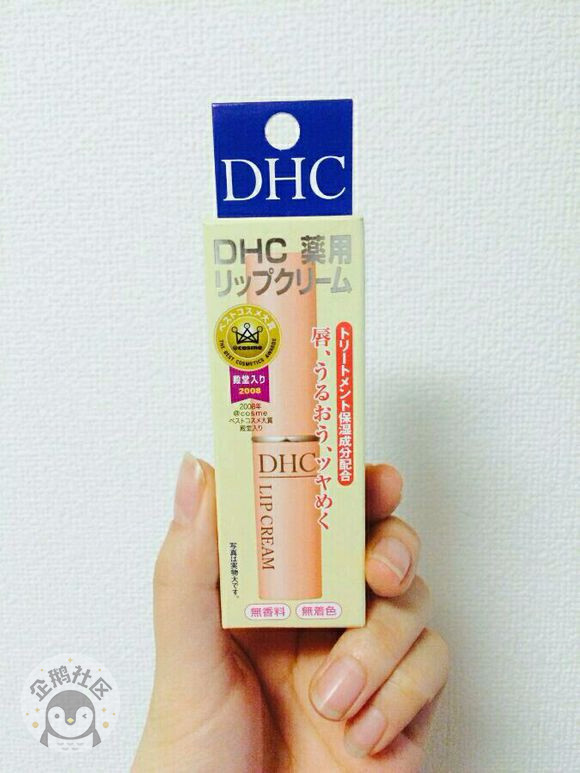 DHC
DHC 薬用
リップクリーム
ベストコスメ大賞
@cosme
THE BEST COSMETICS AWARDS
殿堂入り
2008
2008年
@cosme
ベストコスメ大賞
殿堂入り
トリートメント保湿成分配合
唇、うるおう、ツヤめく
DHC
LIP CREAM
写真は実物大です。
無香料
無着色
企鹅社区